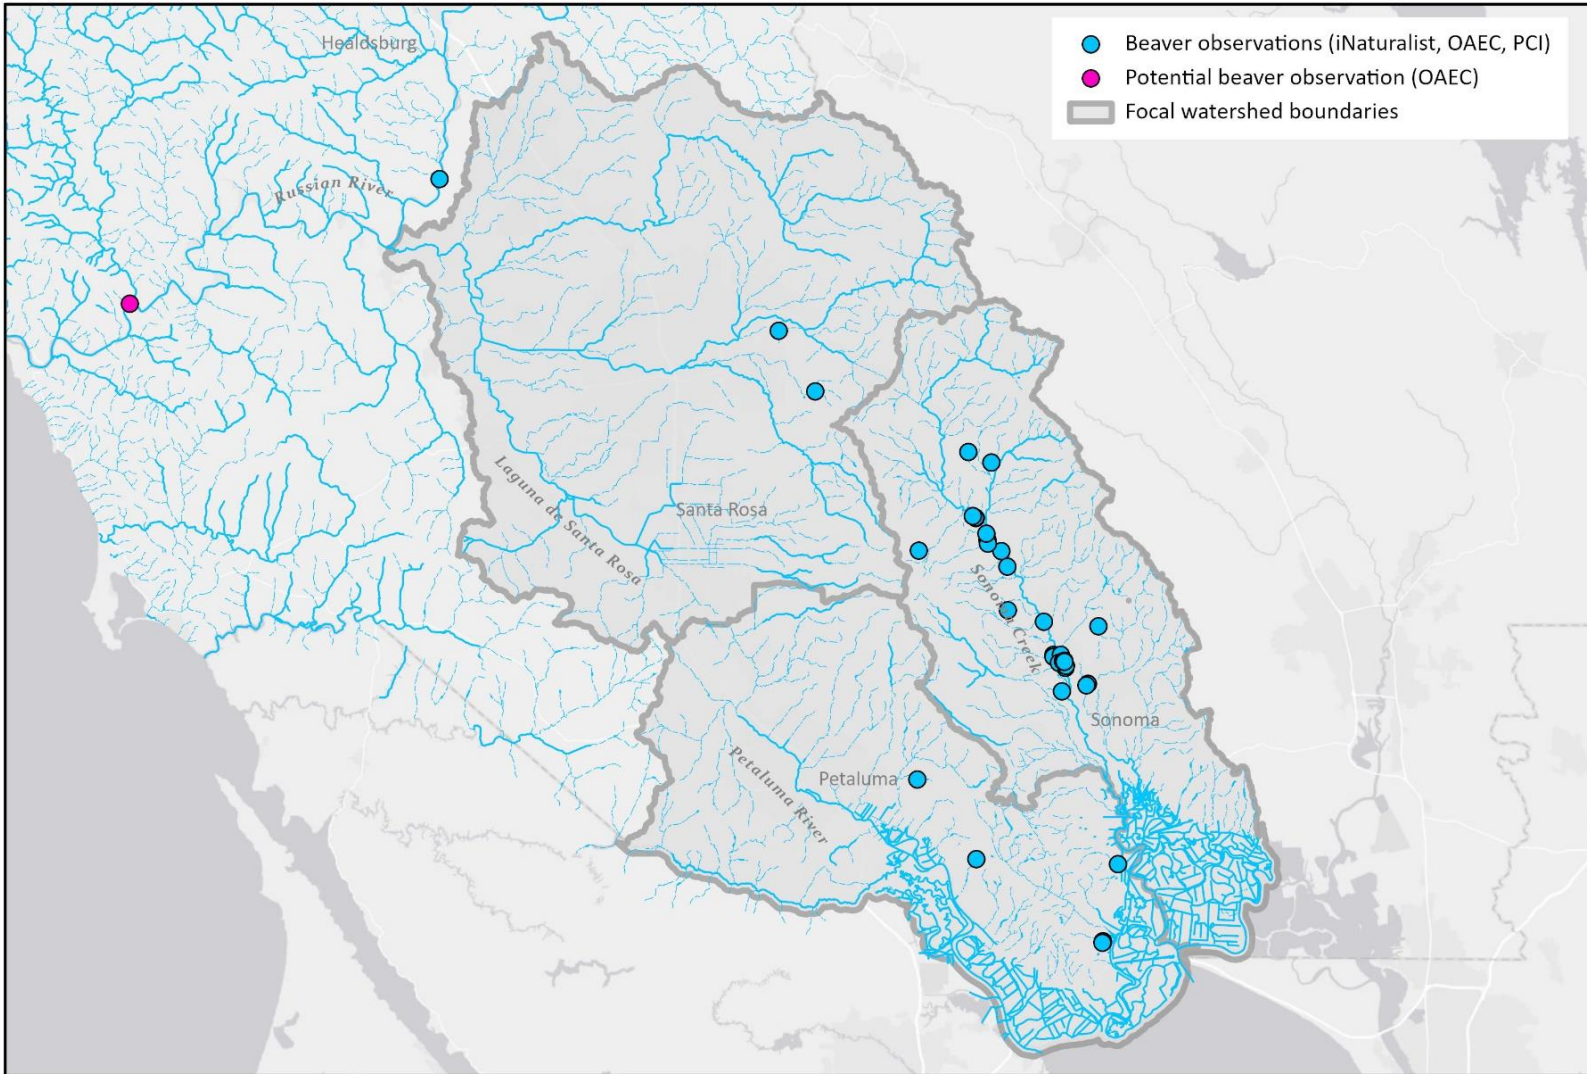 Healdsburg
Beaver observations (iNaturalist, OAEC, PCI)
Potential beaver observation (OAEC)
Focal watershed boundaries
Russian River
Laguna de Santa Rosa
Santa Rosa
Sonoma Creek
Sonoma
Petaluma
Petaluma River